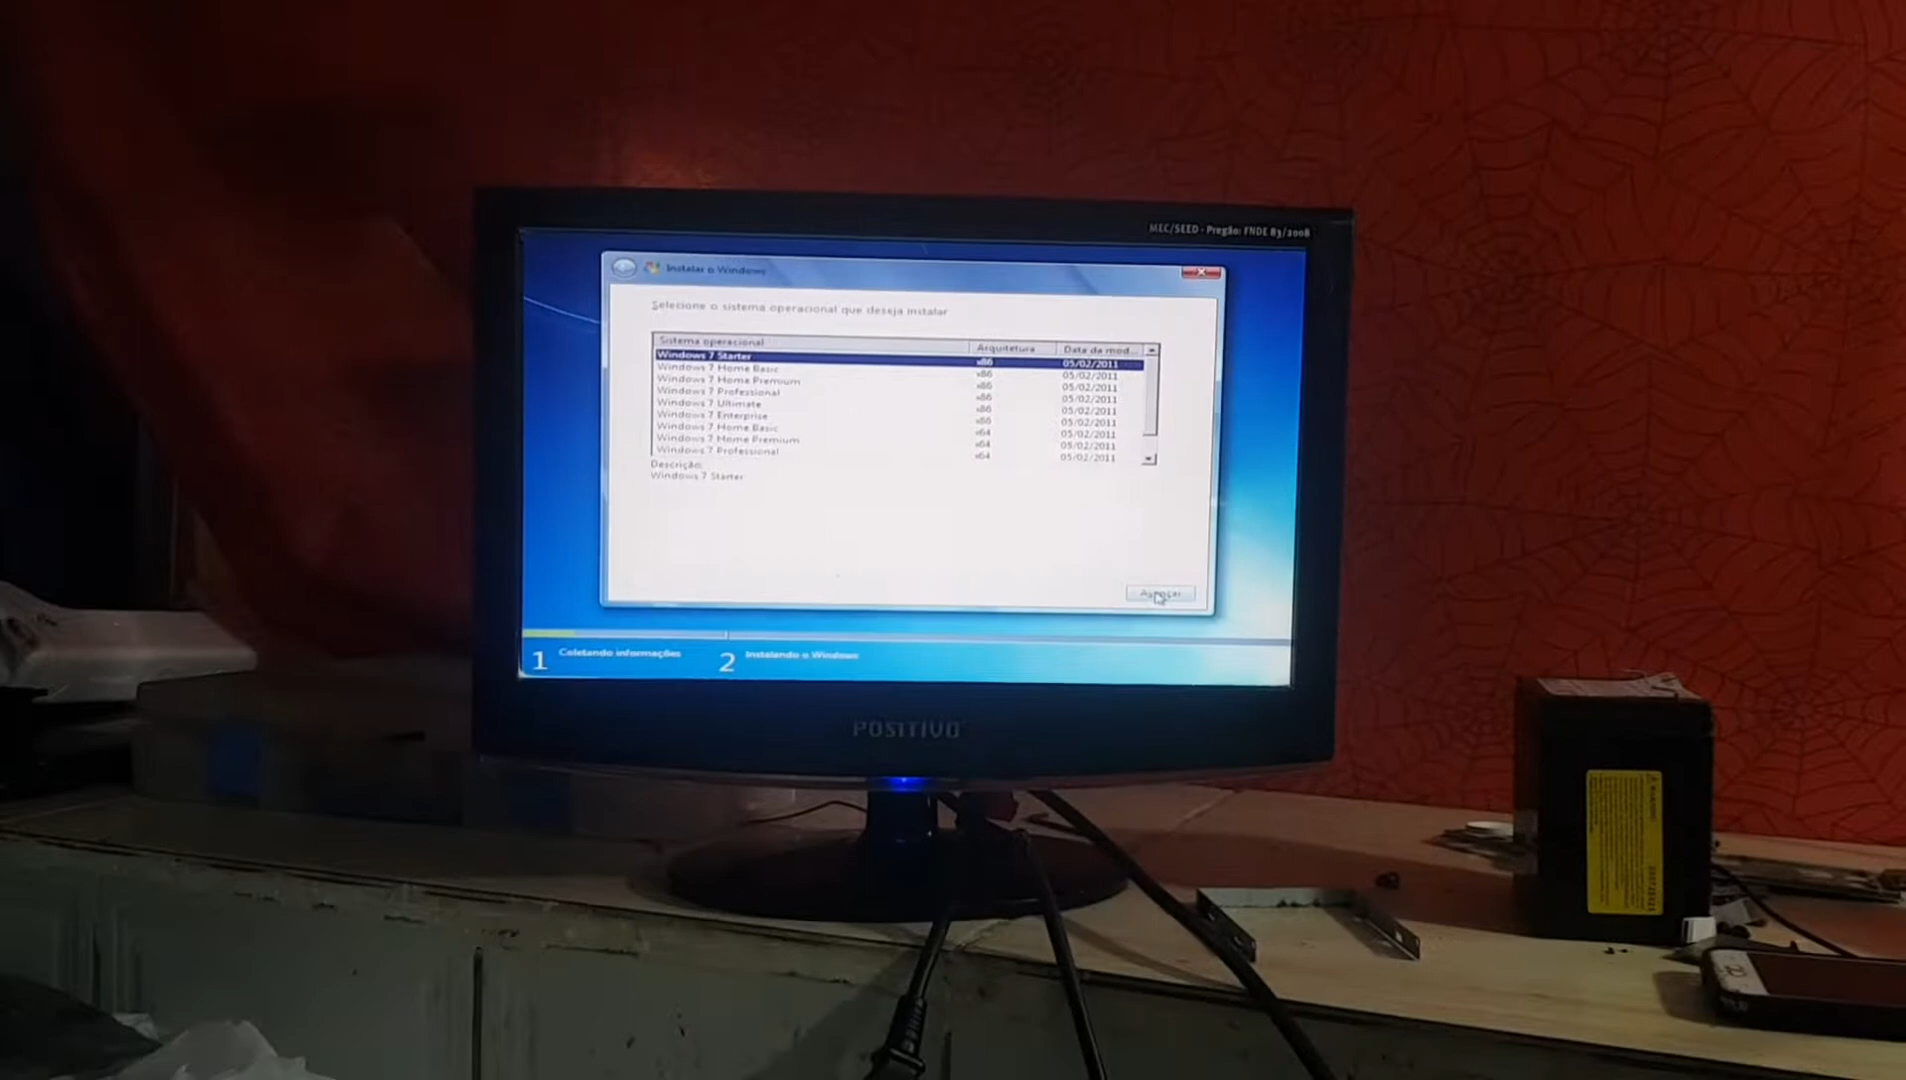 MEC/SEED - Pregão: FNDE 83/2008
Instalar o Windows
Selecione o sistema operacional que deseja instalar
Sistema operacional Arquitetura Data da mod...
Windows 7 Starter x86 05/02/2011
Windows 7 Home Basic x86 05/02/2011
Windows 7 Home Premium x86 05/02/2011
Windows 7 Professional x86 05/02/2011
Windows 7 Ultimate x86 05/02/2011
Windows 7 Enterprise x86 05/02/2011
Windows 7 Home Basic x64 05/02/2011
Windows 7 Home Premium x64 05/02/2011
Windows 7 Professional x64 05/02/2011
Descrição:
Windows 7 Starter
1 Coletando informações 2 Instalando o Windows
POSITIVO